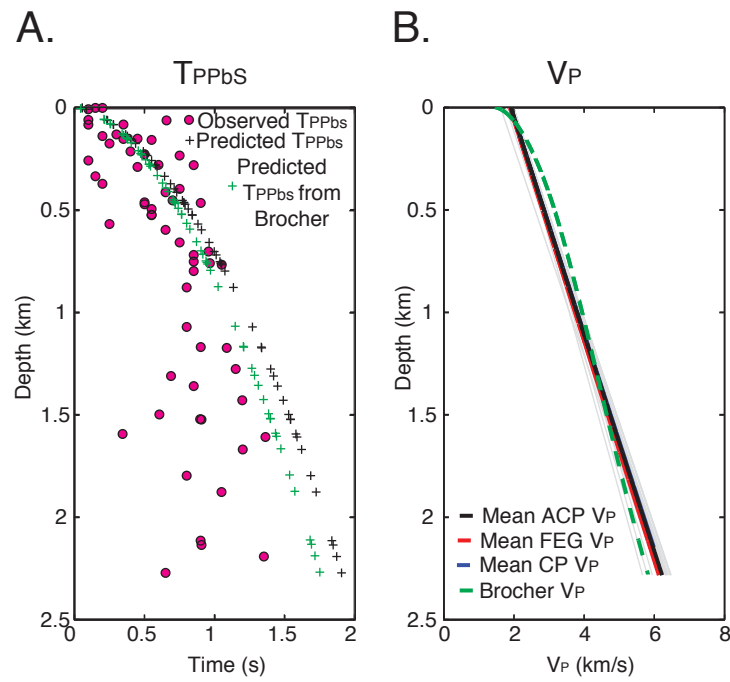 A.
TPPbS
0
0.5
1
1.5
2
2.5
Depth (km)
0
0.5
1
1.5
2
Time (s)
Observed TPPbs
Predicted TPPbs
Predicted
TPPbs from
Brocher
B.
VP
0
0.5
1
1.5
2
2.5
Depth (km)
0
2
4
6
8
VP (km/s)
Mean ACP VP
Mean FEG VP
Mean CP VP
Brocher VP